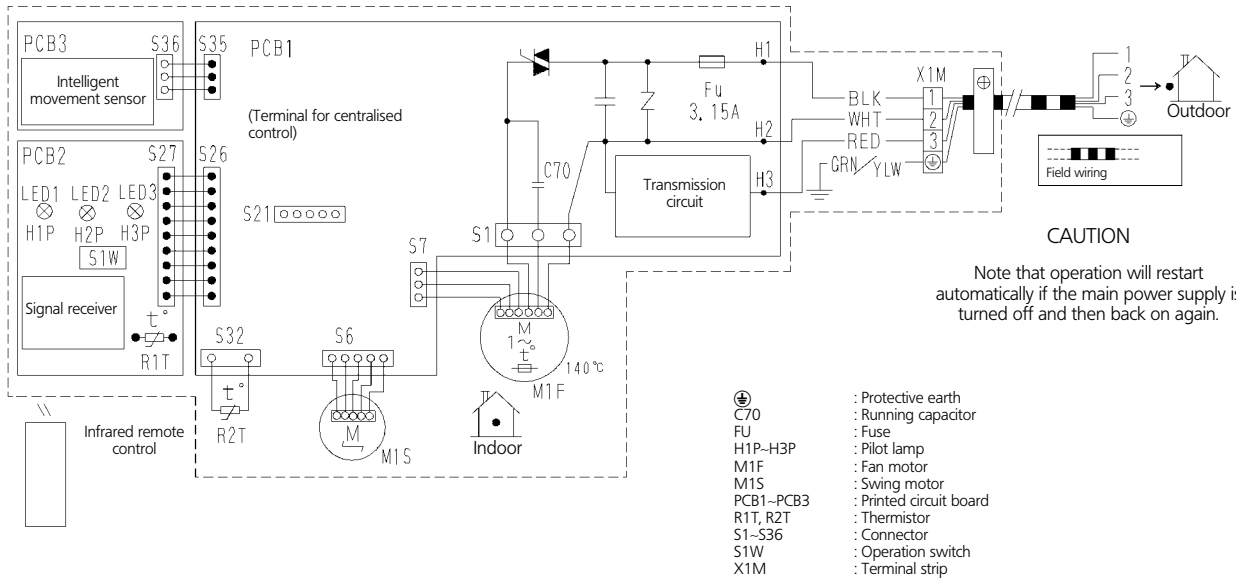 PCB3
S36
S35
PCB1
Intelligent
movement sensor
(Terminal for centralised
control)
H1
Fu
3.15A
X1M
BLK
1
WHT
2
RED
3
GRN/YLW
H2
H3
1
2
3
Outdoor
Field wiring
PCB2
S27
S26
LED1
LED2
LED3
H1P
H2P
H3P
S1W
S21
C70
Transmission
circuit
S1
S7
Signal receiver
t°
R1T
S32
S6
M
1~
t°
140°C
M1F
t°
R2T
M
M1S
Indoor
Infrared remote
control
CAUTION
Note that operation will restart
automatically if the main power supply is
turned off and then back on again.
: Protective earth
C70 : Running capacitor
FU : Fuse
H1P~H3P : Pilot lamp
M1F : Fan motor
M1S : Swing motor
PCB1~PCB3 : Printed circuit board
R1T, R2T : Thermistor
S1~S36 : Connector
S1W : Operation switch
X1M : Terminal strip